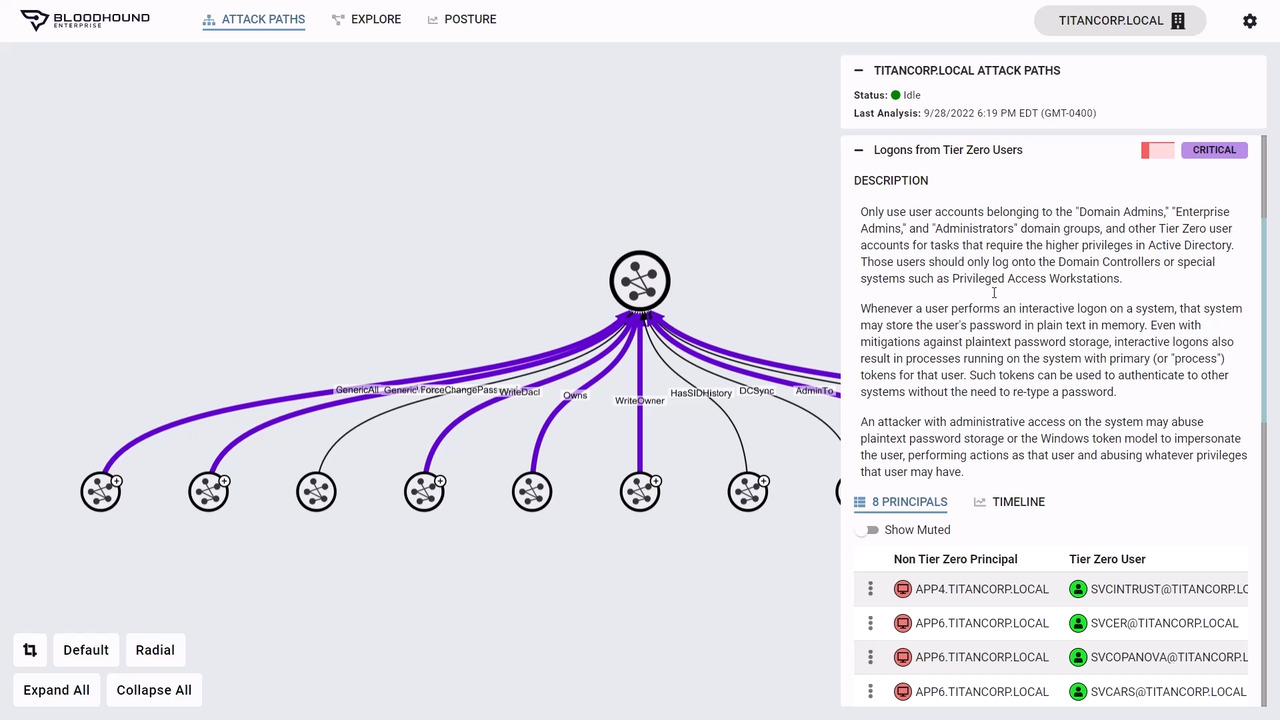 BLOODHOUND
ENTERPRISE
ATTACK PATHS
EXPLORE
POSTURE
TITANCORP.LOCAL
TITANCORP.LOCAL ATTACK PATHS
Status: Idle
Last Analysis: 9/28/2022 6:19 PM EDT (GMT-0400)
Logons from Tier Zero Users
CRITICAL
DESCRIPTION
Only use user accounts belonging to the "Domain Admins," "Enterprise
Admins," and "Administrators" domain groups, and other Tier Zero user
accounts for tasks that require the higher privileges in Active Directory.
Those users should only log onto the Domain Controllers or special
systems such as Privileged Access Workstations.
Whenever a user performs an interactive logon on a system, that system
may store the user's password in plain text in memory. Even with
mitigations against plaintext password storage, interactive logons also
result in processes running on the system with primary (or "process")
tokens for that user. Such tokens can be used to authenticate to other
systems without the need to re-type a password.
An attacker with administrative access on the system may abuse
plaintext password storage or the Windows token model to impersonate
the user, performing actions as that user and abusing whatever privileges
that user may have.
8 PRINCIPALS
TIMELINE
Show Muted
Non Tier Zero Principal Tier Zero User
APP4.TITANCORP.LOCAL SVCINTRUST@TITANCORP.LC
APP6.TITANCORP.LOCAL SVCER@TITANCORP.LOCAL
APP6.TITANCORP.LOCAL SVCOPANOVA@TITANCORP.L
APP6.TITANCORP.LOCAL SVCARS@TITANCORP.LOCAL
GenericAll
Generic
ForceChangePass
WriteDacl
Owns
WriteOwner
HasSIDHistory
DCSync
AdminTo
Default
Radial
Expand All
Collapse All